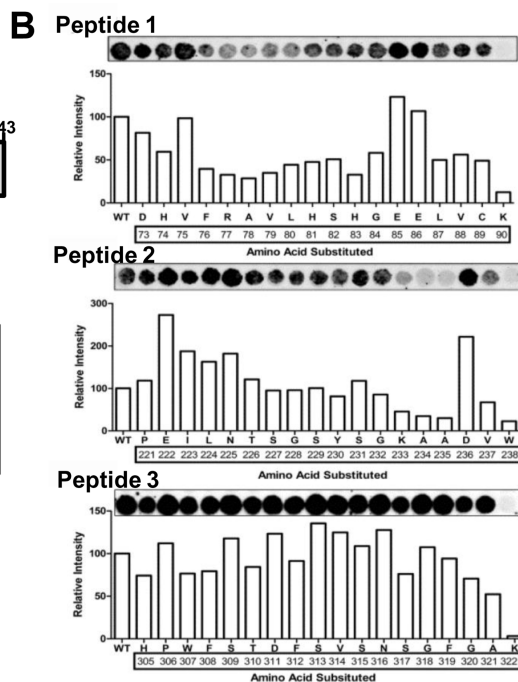 B
Peptide 1
43
150
100
50
0
Relative Intensity
WT D H V F R A V L H S H G E E L V C K
73 74 75 76 77 78 79 80 81 82 83 84 85 86 87 88 89 90
Amino Acid Substituted
Peptide 2
300
200
100
0
Relative Intensity
WT P E I L N T S G S Y S G K A A D V W
221 222 223 224 225 226 227 228 229 230 231 232 233 234 235 236 237 238
Amino Acid Substituted
Peptide 3
150
100
50
0
Relative Intensity
WT H P W F S T D F S V S N S G F G A K
305 306 307 308 309 310 311 312 313 314 315 316 317 318 319 320 321 322
Amino Acid Substituted